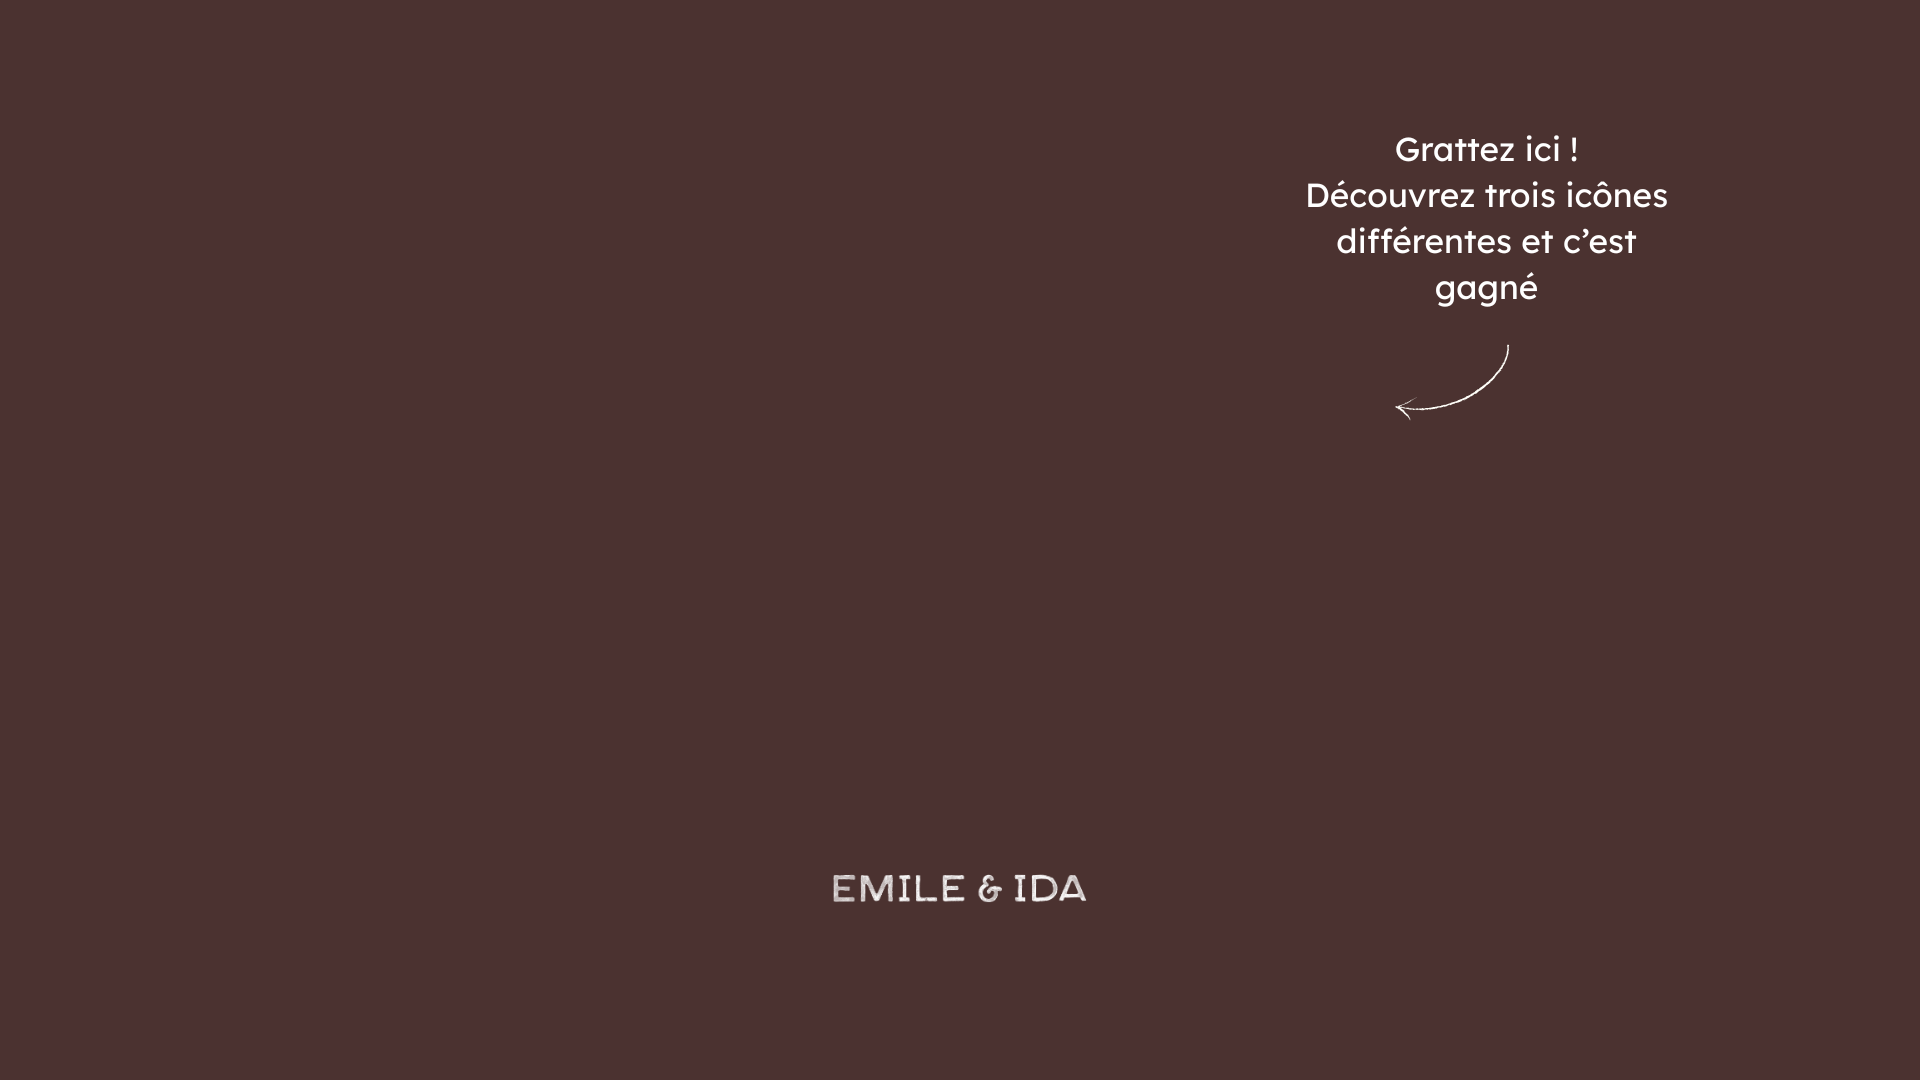 Grattez ici !
Découvrez trois icônes
différentes et c’est
gagné
EMILE & IDA